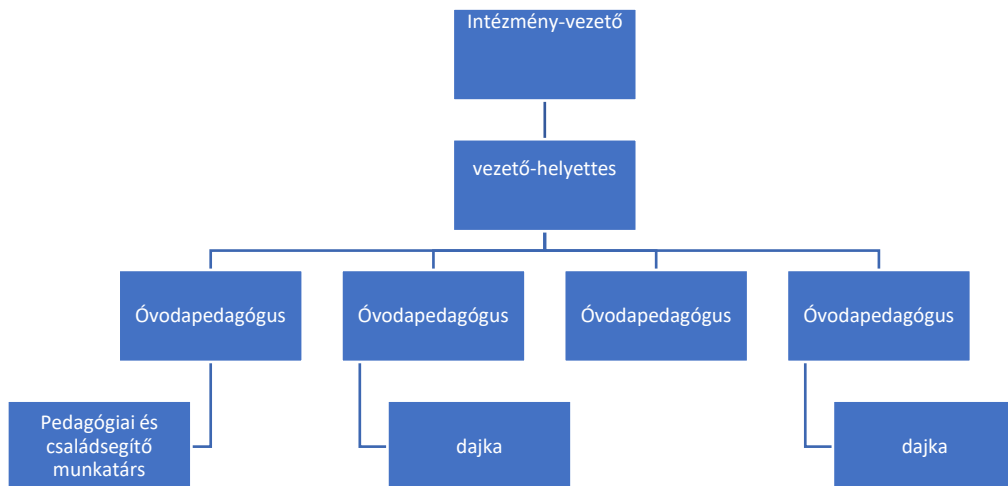 Intézmény-vezető
vezető-helyettes
Óvodapedagógus
Óvodapedagógus
Óvodapedagógus
Óvodapedagógus
Pedagógiai és
családsegítő
munkatárs
dajka
dajka